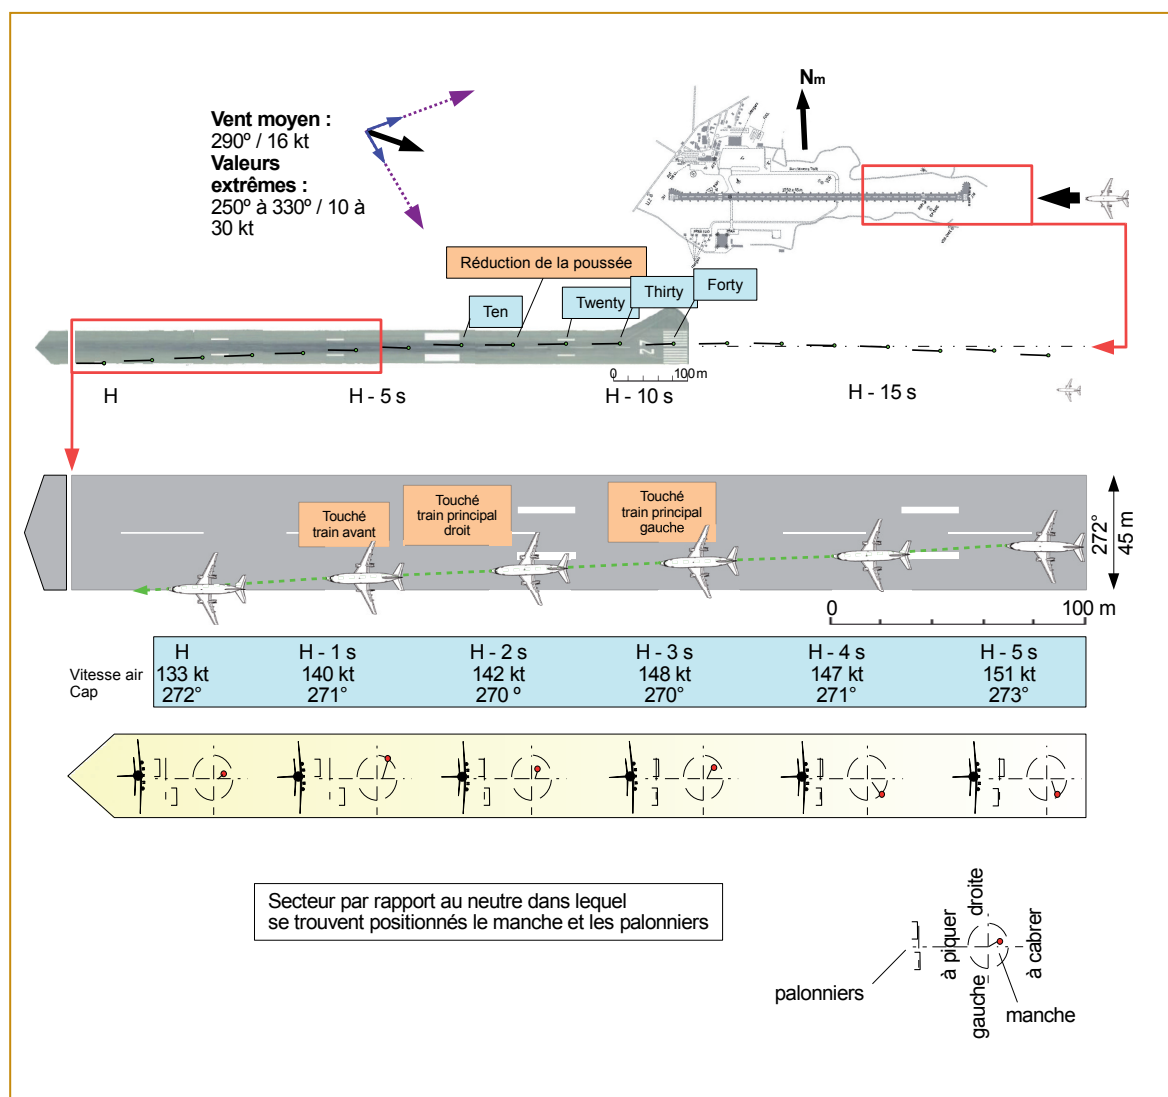 Nm
Vent moyen :
290º / 16 kt
Valeurs
extrêmes :
250º à 330º / 10 à
30 kt
Réduction de la poussée
Ten
Twenty
Thirty
Forty
27
0 100 m
H
H - 5 s
H - 10 s
H - 15 s
Touché
train avant
Touché
train principal
droit
Touché
train principal
gauche
272°
45 m
0 100 m
H H - 1 s H - 2 s H - 3 s H - 4 s H - 5 s
Vitesse air 133 kt 140 kt 142 kt 148 kt 147 kt 151 kt
Cap 272° 271° 270 º 270° 271° 273°
Secteur par rapport au neutre dans lequel
se trouvent positionnés le manche et les palonniers
droite
à piquer
à cabrer
gauche
palonniers
manche